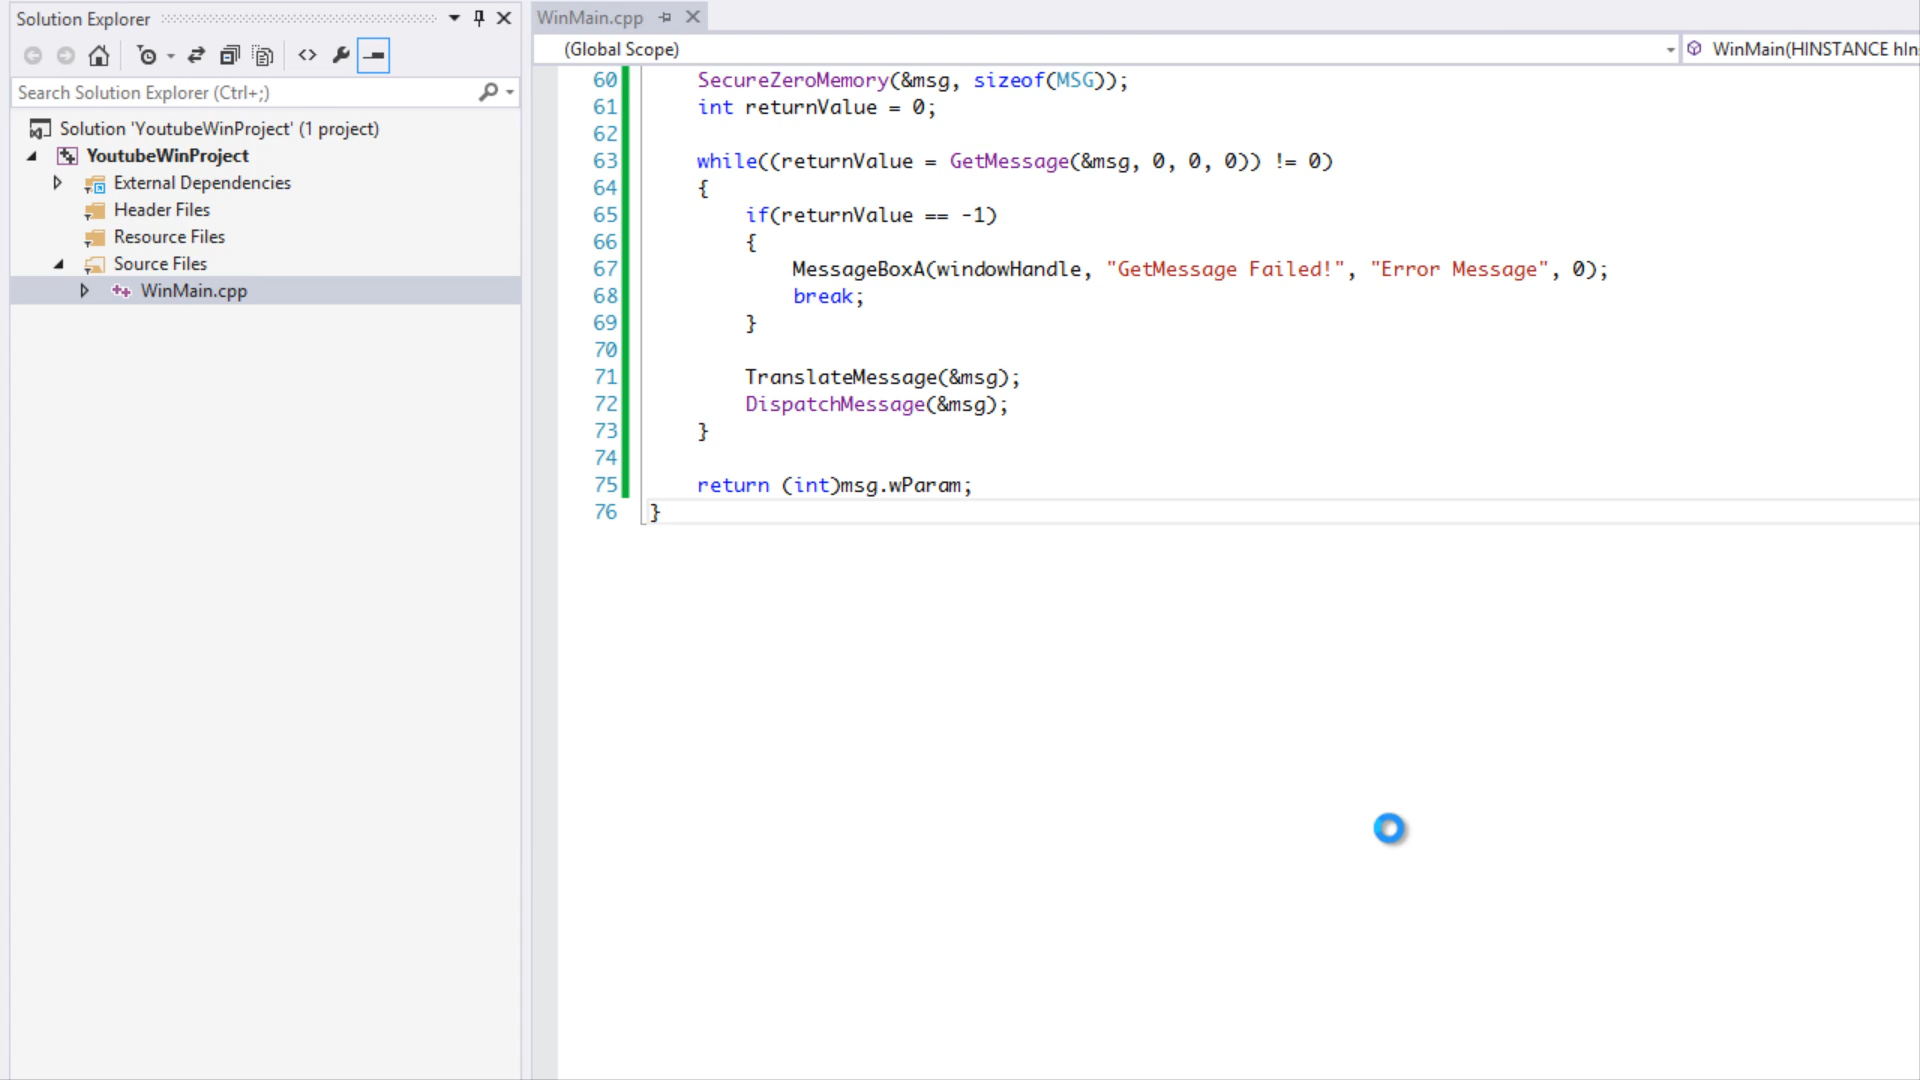 Solution Explorer
Search Solution Explorer (Ctrl+;)
Solution 'YoutubeWinProject' (1 project)
YoutubeWinProject
External Dependencies
Header Files
Resource Files
Source Files
WinMain.cpp
WinMain.cpp
(Global Scope)
WinMain(HINSTANCE hIns
60 SecureZeroMemory(&msg, sizeof(MSG));
61 int returnValue = 0;
62
63 while((returnValue = GetMessage(&msg, 0, 0, 0)) != 0)
64 {
65 if(returnValue == -1)
66 {
67 MessageBoxA(windowHandle, "GetMessage Failed!", "Error Message", 0);
68 break;
69 }
70
71 TranslateMessage(&msg);
72 DispatchMessage(&msg);
73 }
74
75 return (int)msg.wParam;
76 }